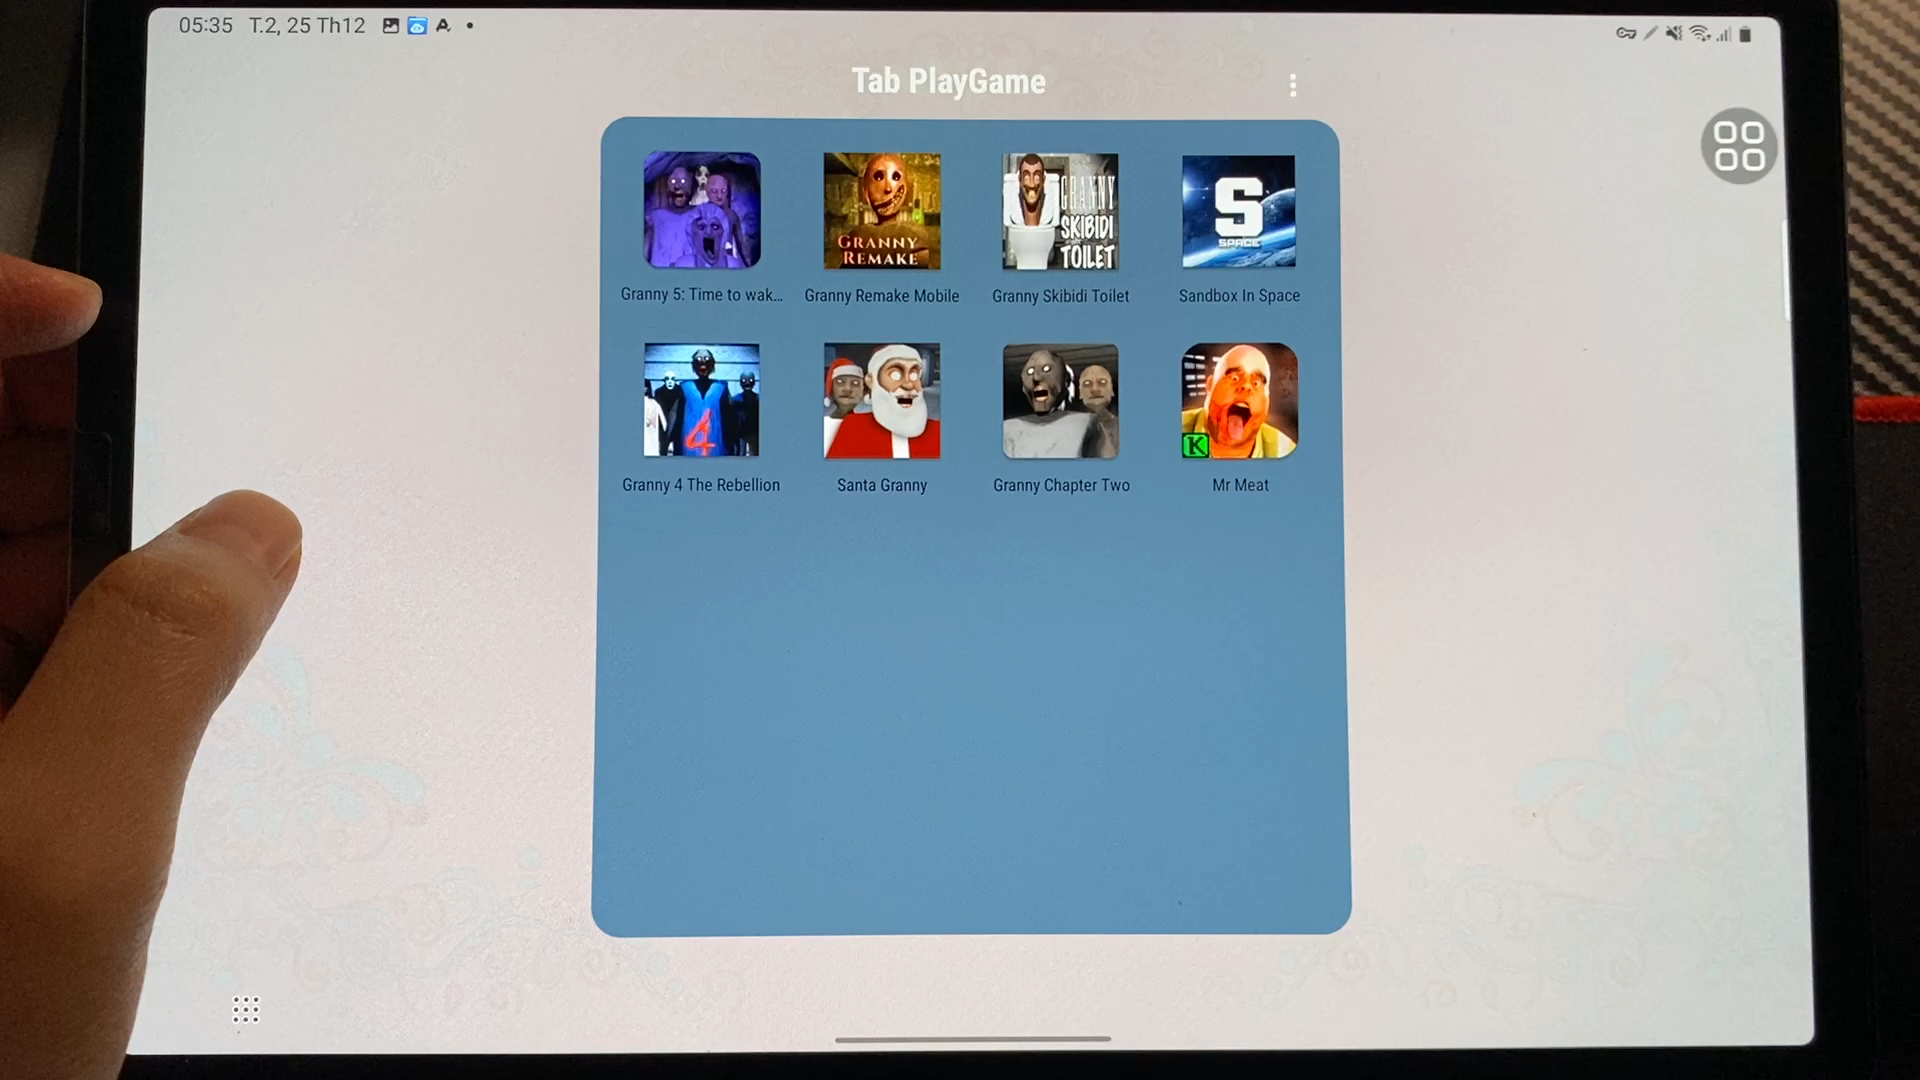 05:35 T.2, 25 Th12
Tab PlayGame
GRANNY
REMAKE
GRANNY
SKIBIDI
TOILET
S
SPACE
Granny 5: Time to wak...
Granny Remake Mobile
Granny Skibidi Toilet
Sandbox In Space
4
K
Granny 4 The Rebellion
Santa Granny
Granny Chapter Two
Mr Meat